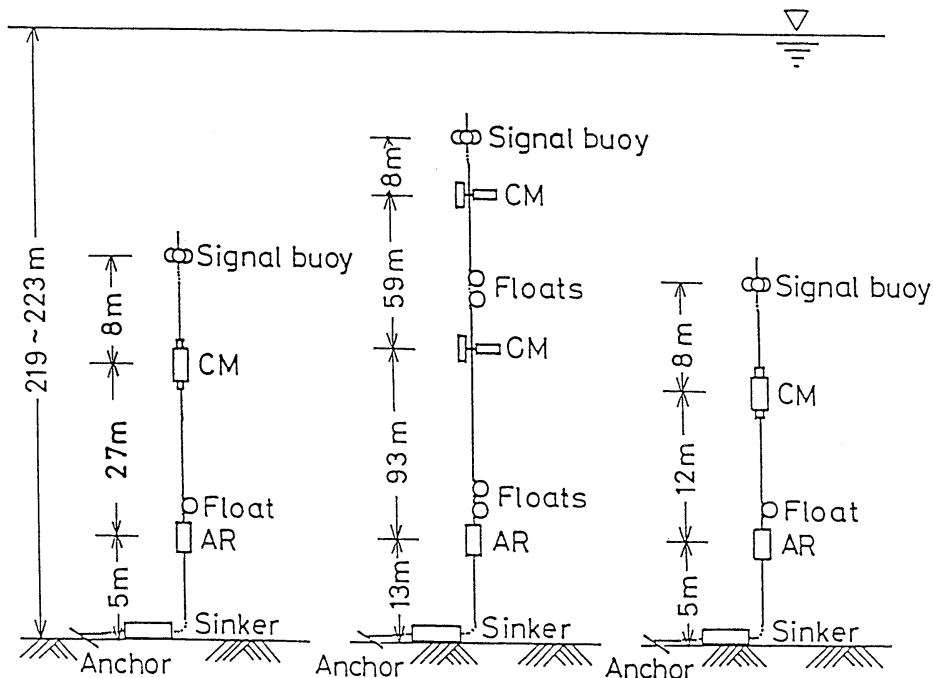 219~223m
8m
27m
5m
Signal buoy
CM
Float
AR
Sinker
Anchor
8m
59m
93m
13m
Signal buoy
CM
Floats
CM
Floats
AR
Sinker
Anchor
8m
12m
5m
Signal buoy
CM
Float
AR
Sinker
Anchor